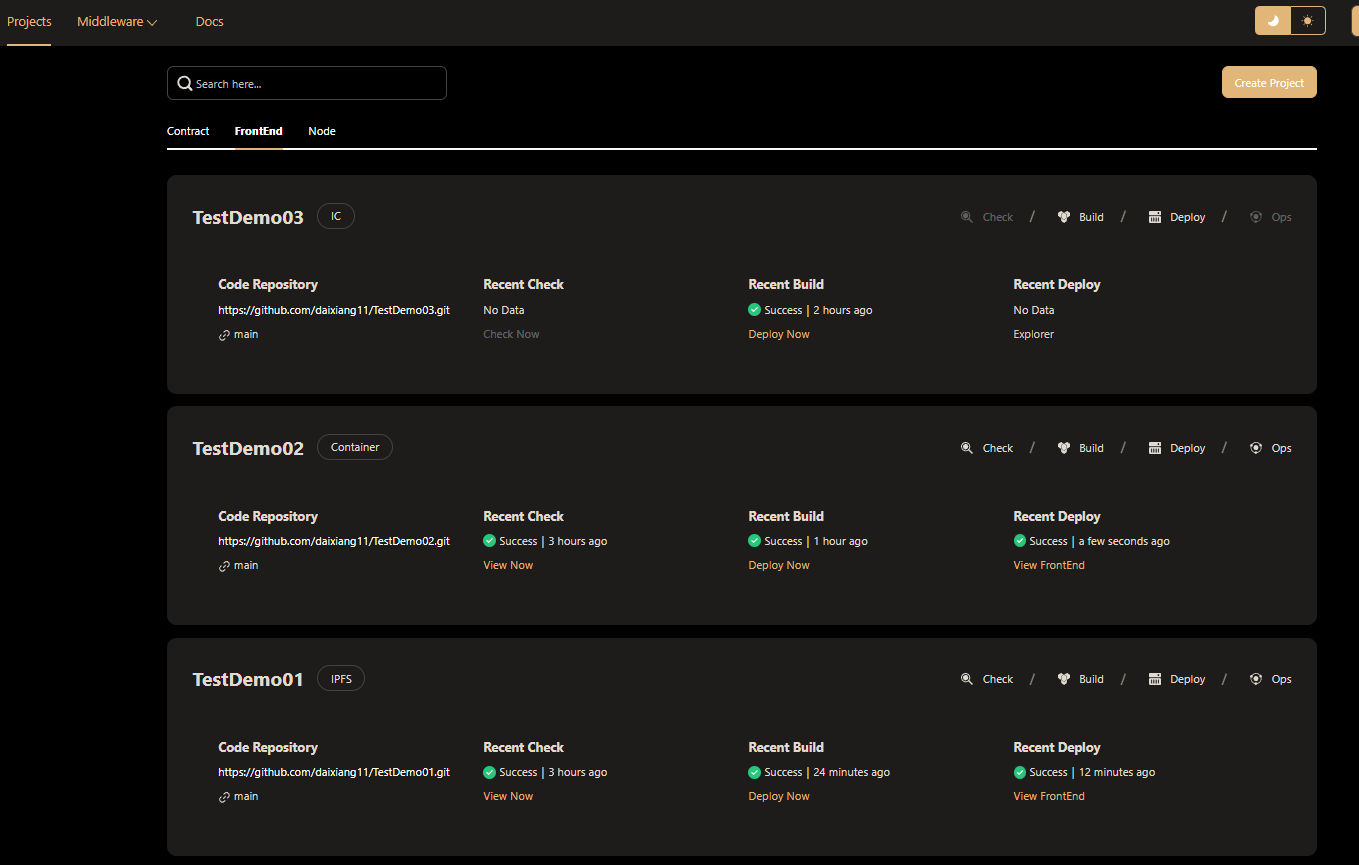 Projects Middleware Docs
Search here...
Create Project
Contract FrontEnd Node
TestDemo03 IC Check / Build / Deploy / Ops
Code Repository Recent Check Recent Build Recent Deploy
https://github.com/daixiang11/TestDemo03.git No Data Success | 2 hours ago No Data
main Check Now Deploy Now Explorer
TestDemo02 Container Check / Build / Deploy / Ops
Code Repository Recent Check Recent Build Recent Deploy
https://github.com/daixiang11/TestDemo02.git Success | 3 hours ago Success | 1 hour ago Success | a few seconds ago
main View Now Deploy Now View FrontEnd
TestDemo01 IPFS Check / Build / Deploy / Ops
Code Repository Recent Check Recent Build Recent Deploy
https://github.com/daixiang11/TestDemo01.git Success | 3 hours ago Success | 24 minutes ago Success | 12 minutes ago
main View Now Deploy Now View FrontEnd